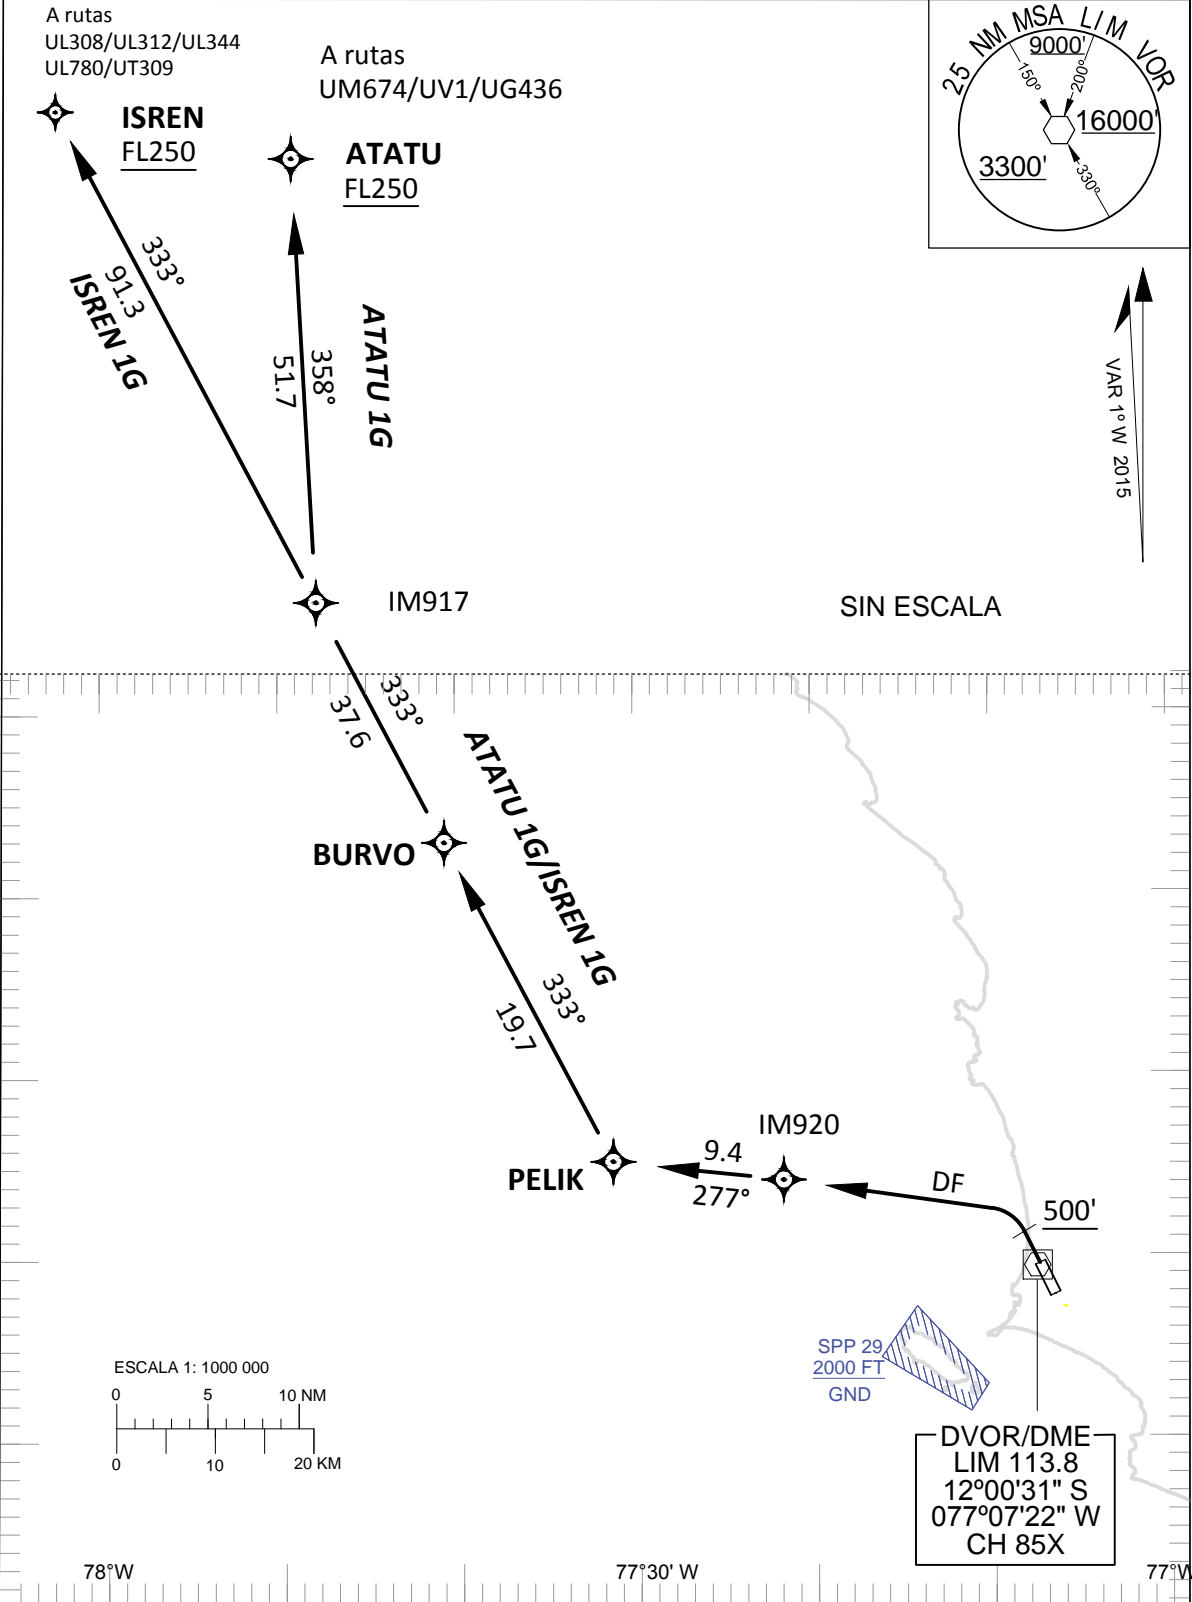 A rutas
UL308/UL312/UL344
UL780/UT309
A rutas
UM674/UV1/UG436
ISREN
FL250
ATATU
FL250
25 NM MSA LIM VOR
9000'
150º
200º
16000'
3300'
330º
333°
91.3
ISREN 1G
358°
51.7
ATATU 1G
VAR 1º W 2015
IM917
SIN ESCALA
333°
37.6
ATATU 1G/ISREN 1G
BURVO
333°
19.7
IM920
9.4
277°
PELIK
DF
500'
SPP 29
2000 FT
GND
ESCALA 1: 1000 000
0 5 10 NM
0 10 20 KM
DVOR/DME
LIM 113.8
12º00'31" S
077º07'22" W
CH 85X
78°W
77°30' W
77°W